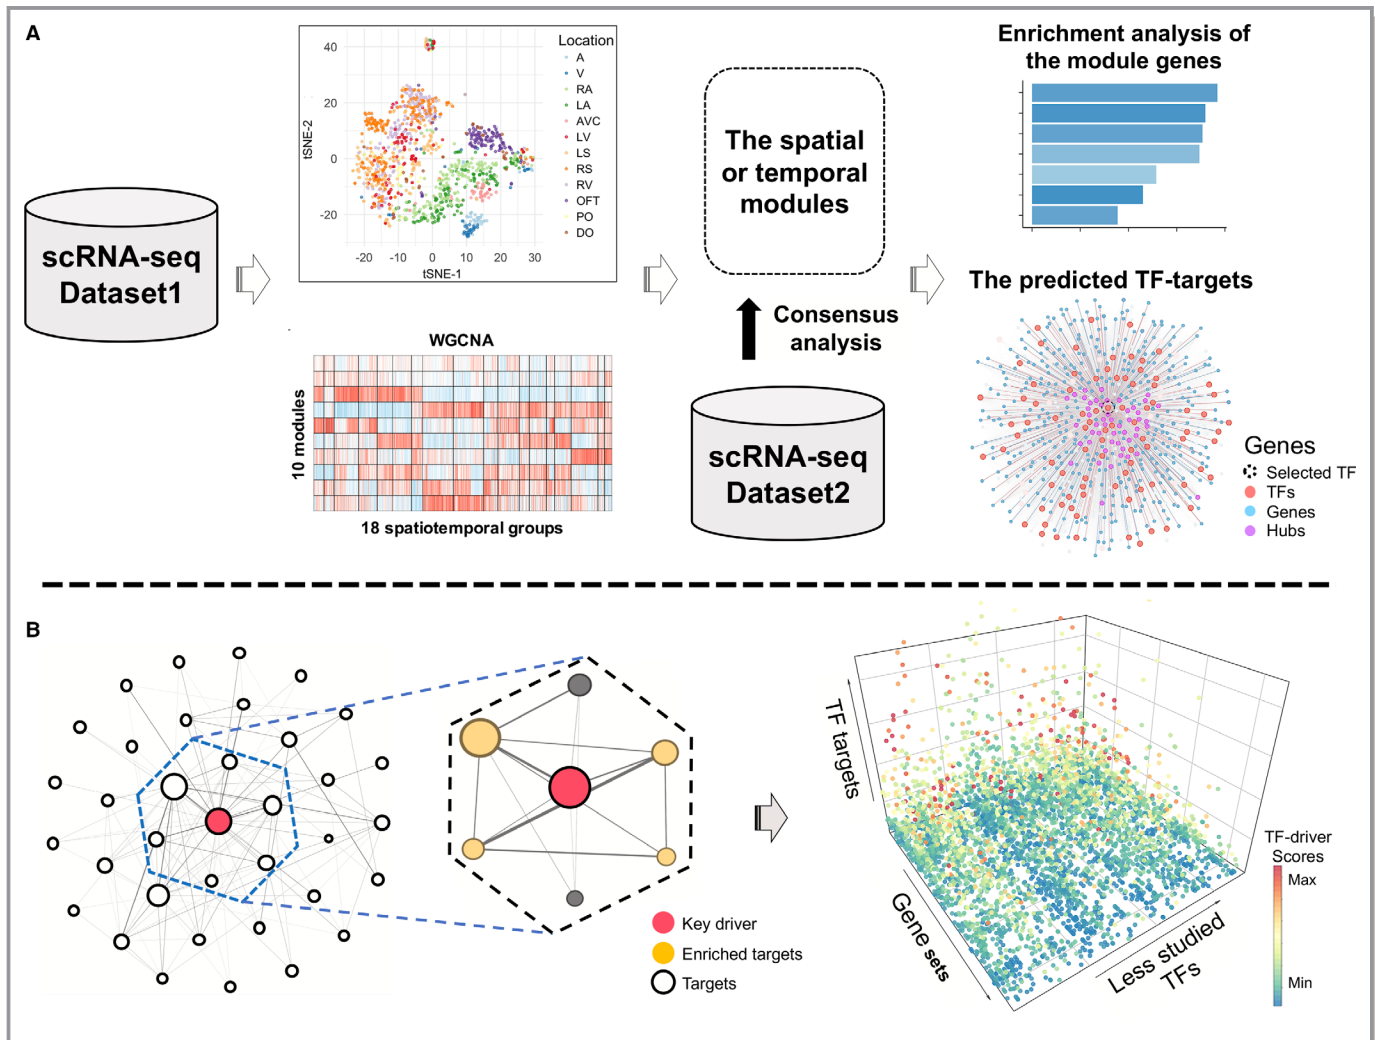 A
scRNA-seq
Dataset1
40
20
0
-20
tSNE-2
-20
-10
0
10
20
30
tSNE-1
Location
A
V
RA
LA
AVC
LV
LS
RS
RV
OFT
PO
DO
WGCNA
10 modules
18 spatiotemporal groups
The spatial
or temporal
modules
Consensus
analysis
scRNA-seq
Dataset2
Enrichment analysis of
the module genes
The predicted TF-targets
Genes
Selected TF
TFs
Genes
Hubs
B
Key driver
Enriched targets
Targets
TF targets
Gene sets
Less studied
TFs
TF-driver
Scores
Max
Min